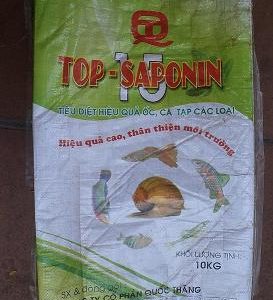 TOP - SAPONIN
15
TIÊU DIỆT HIỆU QUẢ ỐC, CÁ TẠP CÁC LOẠI
Hiệu quả cao, thân thiện môi trường
KHỐI LƯỢNG TỊNH:
10KG
SX & đóng gói
TY CỔ PHẦN QUỐC THẮNG